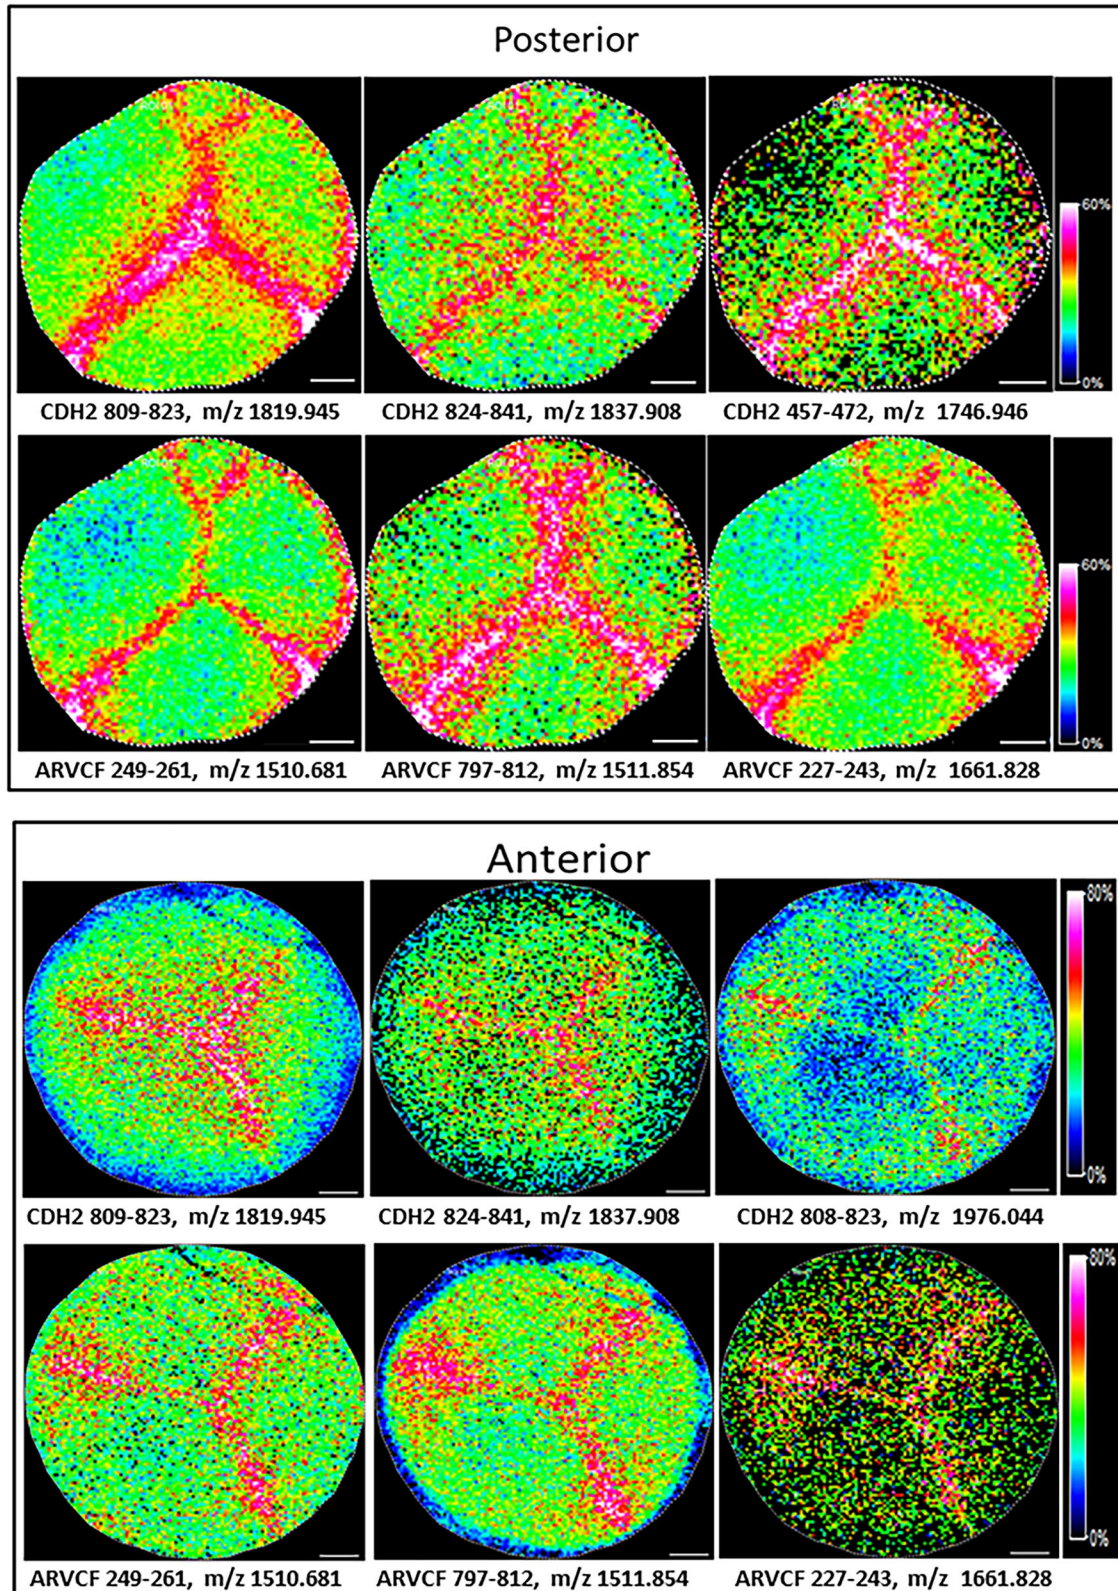 Posterior
60%
0%
CDH2 809-823, m/z 1819.945
CDH2 824-841, m/z 1837.908
CDH2 457-472, m/z 1746.946
60%
0%
ARVCF 249-261, m/z 1510.681
ARVCF 797-812, m/z 1511.854
ARVCF 227-243, m/z 1661.828
Anterior
80%
0%
CDH2 809-823, m/z 1819.945
CDH2 824-841, m/z 1837.908
CDH2 808-823, m/z 1976.044
80%
0%
ARVCF 249-261, m/z 1510.681
ARVCF 797-812, m/z 1511.854
ARVCF 227-243, m/z 1661.828